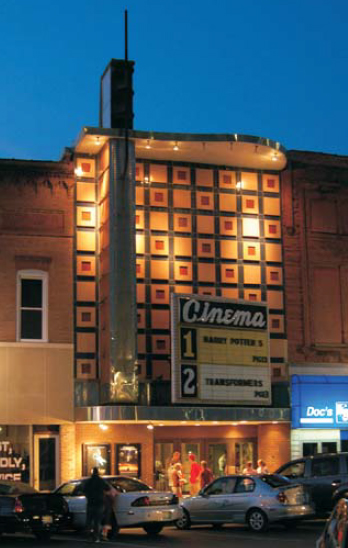 Cinema
1
HARRY POTTER 5
PG13
2
TRANSFORMERS
PG13
Doc's